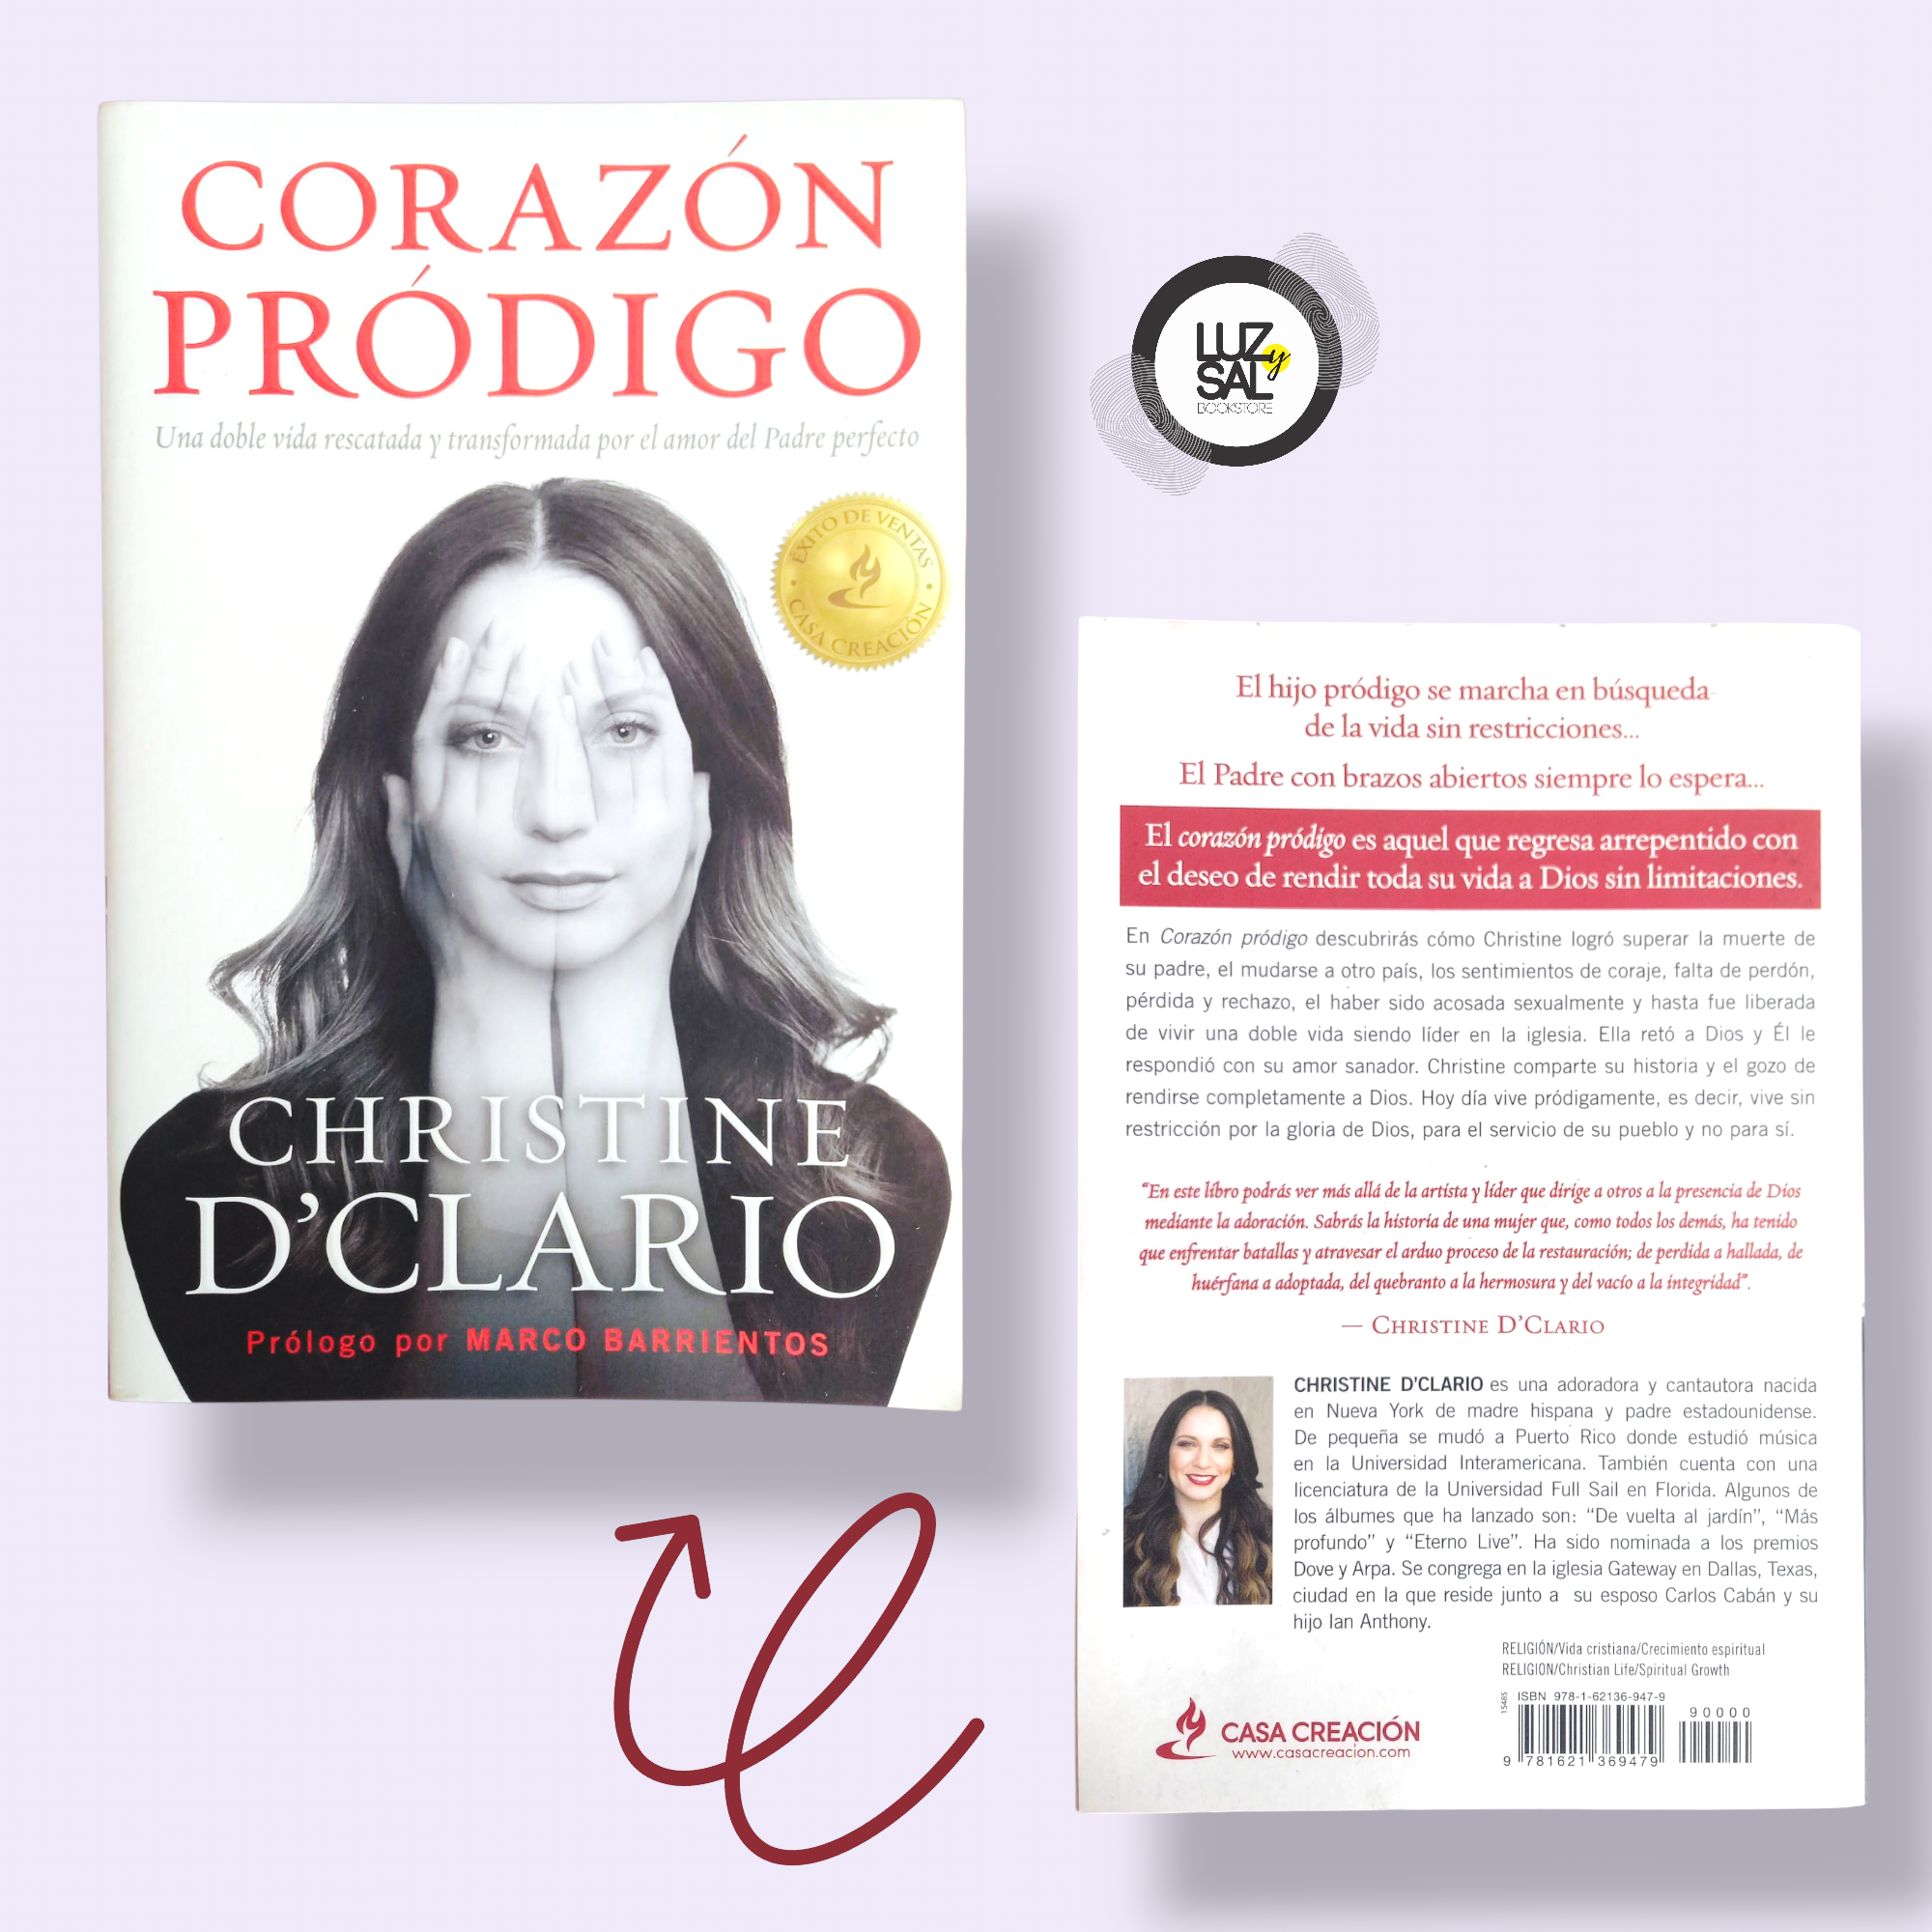 CORAZÓN
PRÓDIGO
Una doble vida rescatada y transformada por el amor del Padre perfecto
ÉXITO DE VENTAS
CASA CREACIÓN
CHRISTINE
D’CLARIO
Prólogo por MARCO BARRIENTOS
LUZ y
SAL
BOOKSTORE
El hijo pródigo se marcha en búsqueda
de la vida sin restricciones...
El Padre con brazos abiertos siempre lo espera...
El corazón pródigo es aquel que regresa arrepentido con
el deseo de rendir toda su vida a Dios sin limitaciones.
En Corazón pródigo descubrirás cómo Christine logró superar la muerte de
su padre, el mudarse a otro país, los sentimientos de coraje, falta de perdón,
pérdida y rechazo, el haber sido acosada sexualmente y hasta fue liberada
de vivir una doble vida siendo líder en la iglesia. Ella retó a Dios y Él le
respondió con su amor sanador. Christine comparte su historia y el gozo de
rendirse completamente a Dios. Hoy día vive pródigamente, es decir, vive sin
restricción por la gloria de Dios, para el servicio de su pueblo y no para sí.
“En este libro podrás ver más allá de la artista y líder que dirige a otros a la presencia de Dios
mediante la adoración. Sabrás la historia de una mujer que, como todos los demás, ha tenido
que enfrentar batallas y atravesar el arduo proceso de la restauración; de perdida a hallada, de
huérfana a adoptada, del quebranto a la hermosura y del vacío a la integridad”.
— CHRISTINE D’CLARIO
CHRISTINE D’CLARIO es una adoradora y cantautora nacida
en Nueva York de madre hispana y padre estadounidense.
De pequeña se mudó a Puerto Rico donde estudió música
en la Universidad Interamericana. También cuenta con una
licenciatura de la Universidad Full Sail en Florida. Algunos de
los álbumes que ha lanzado son: “De vuelta al jardín”, “Más
profundo” y “Eterno Live”. Ha sido nominada a los premios
Dove y Arpa. Se congrega en la iglesia Gateway en Dallas, Texas,
ciudad en la que reside junto a su esposo Carlos Cabán y su
hijo Ian Anthony.
RELIGIÓN/Vida cristiana/Crecimiento espiritual
RELIGION/Christian Life/Spiritual Growth
CASA CREACIÓN
www.casacreacion.com
15485
ISBN 978-1-62136-947-9
90000
9 781621 369479